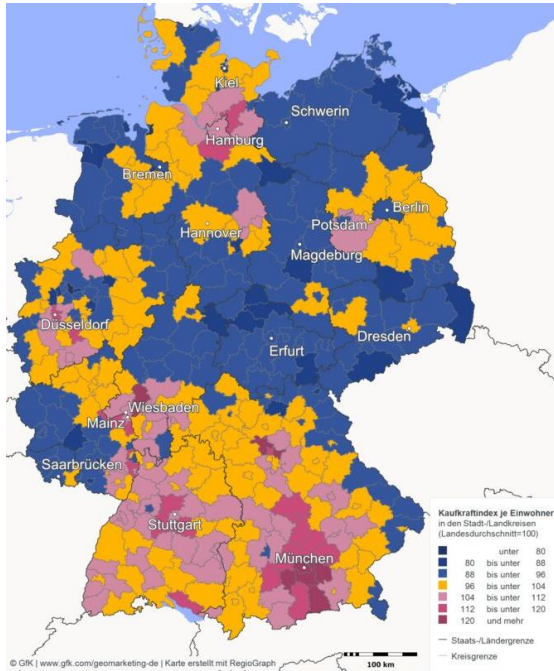 Kiel
Schwerin
Hamburg
Bremen
Berlin
Potsdam
Hannover
Magdeburg
Düsseldorf
Dresden
Erfurt
Wiesbaden
Mainz
Saarbrücken
Stuttgart
München
Kaufkraftindex je Einwohner
in den Stadt-/Landkreisen
(Landesdurchschnitt=100)
unter 80
80 bis unter 88
88 bis unter 96
96 bis unter 104
104 bis unter 112
112 bis unter 120
120 und mehr
Staats-/Ländergrenze
Kreisgrenze
100 km
© GfK | www.gfk.com/geomarketing-de | Karte erstellt mit RegioGraph